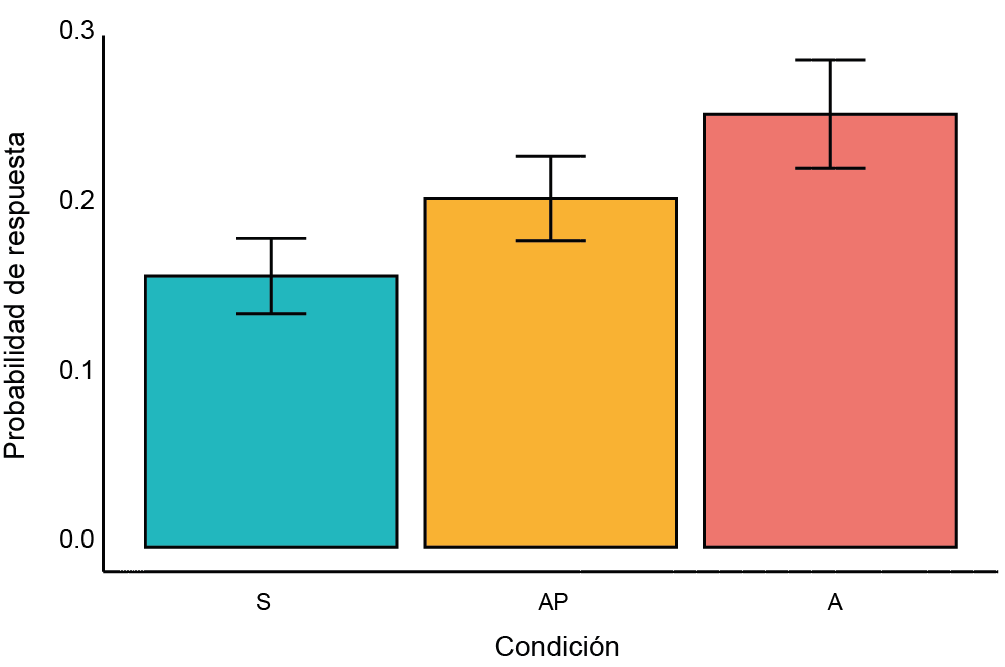 0.3
0.2
0.1
0.0
Probabilidad de respuesta
S
AP
A
Condición